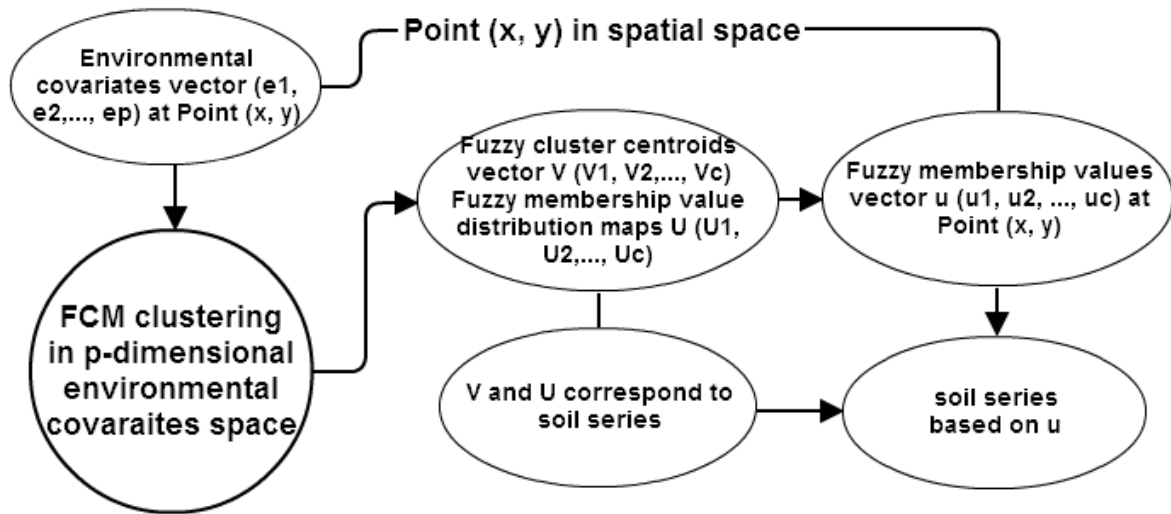 Environmental
covariates vector (e1,
e2,..., ep) at Point (x, y)
Point (x, y) in spatial space
Fuzzy cluster centroids
vector V (V1, V2,..., Vc)
Fuzzy membership value
distribution maps U (U1,
U2,..., Uc)
Fuzzy membership values
vector u (u1, u2, ..., uc) at
Point (x, y)
FCM clustering
in p-dimensional
environmental
covaraites space
V and U correspond to
soil series
soil series
based on u